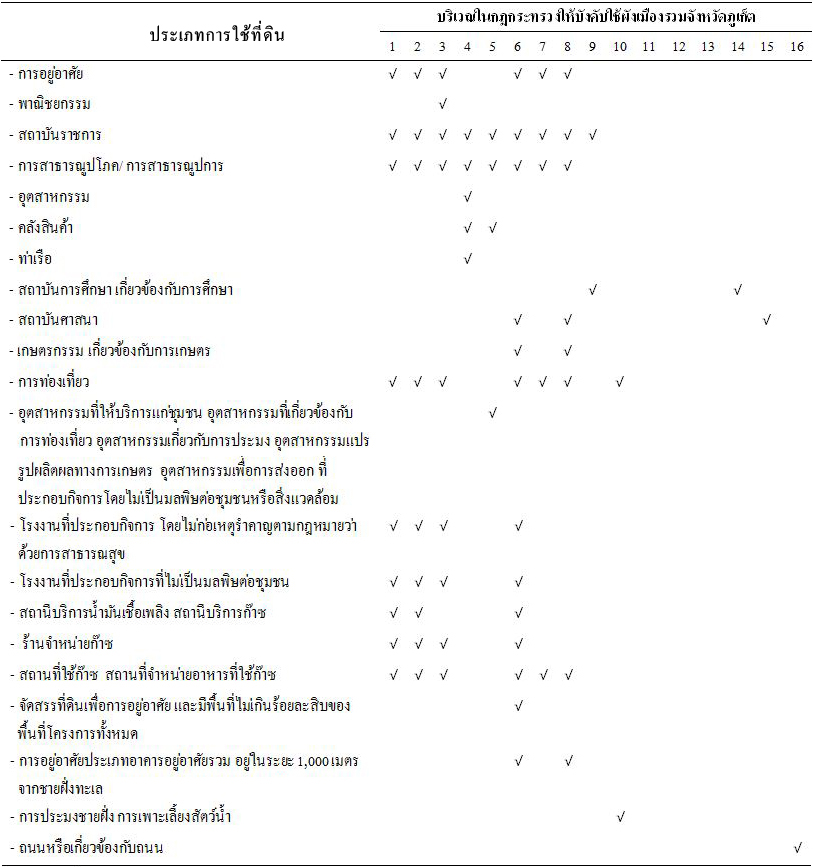 ประเภทการใช้ที่ดิน
บริเวณในกฎกระทรวงให้บังคับใช้ผังเมืองรวมจังหวัดภูเก็ต
1 2 3 4 5 6 7 8 9 10 11 12 13 14 15 16
- การอยู่อาศัย √ √ √ √ √ √
- พาณิชยกรรม √
- สถาบันราชการ √ √ √ √ √ √ √ √ √
- การสาธารณูปโภค/ การสาธารณูปการ √ √ √ √ √ √ √ √
- อุตสาหกรรม √
- คลังสินค้า √ √
- ท่าเรือ √
- สถาบันการศึกษา เกี่ยวข้องกับการศึกษา √ √
- สถาบันศาสนา √ √ √
- เกษตรกรรม เกี่ยวข้องกับการเกษตร √ √
- การท่องเที่ยว √ √ √ √ √ √ √
- อุตสาหกรรมที่ให้บริการแก่ชุมชน อุตสาหกรรมที่เกี่ยวข้องกับ √
การท่องเที่ยว อุตสาหกรรมเกี่ยวกับการประมง อุตสาหกรรมแปร
รูปผลิตผลทางการเกษตร อุตสาหกรรมเพื่อการส่งออก ที่
ประกอบกิจการโดยไม่เป็นมลพิษต่อชุมชนหรือสิ่งแวดล้อม
- โรงงานที่ประกอบกิจการ โดยไม่ก่อเหตุรำคาญตามกฎหมายว่า √ √ √ √
ด้วยการสาธารณสุข
- โรงงานที่ประกอบกิจการที่ไม่เป็นมลพิษต่อชุมชน √ √ √ √
- สถานีบริการน้ำมันเชื้อเพลิง สถานีบริการก๊าซ √ √ √
- ร้านจำหน่ายก๊าซ √ √ √ √
- สถานที่ใช้ก๊าซ สถานที่จำหน่ายอาหารที่ใช้ก๊าซ √ √ √ √ √ √
- จัดสรรที่ดินเพื่อการอยู่อาศัย และมีพื้นที่ไม่เกินร้อยละสิบของ √
พื้นที่โครงการทั้งหมด
- การอยู่อาศัยประเภทอาคารอยู่อาศัยรวม อยู่ในระยะ 1,000 เมตร √ √
จากชายฝั่งทะเล
- การประมงชายฝั่ง การเพาะเลี้ยงสัตว์น้ำ √
- ถนนหรือเกี่ยวข้องกับถนน √